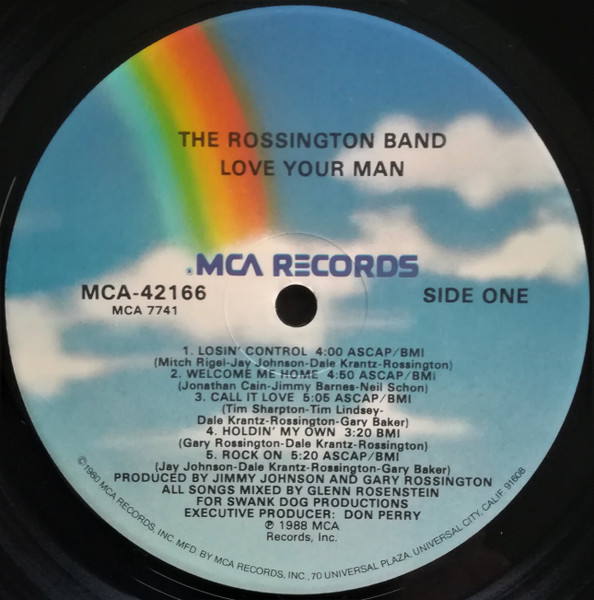 THE ROSSINGTON BAND
LOVE YOUR MAN
MCA RECORDS
MCA-42166
MCA 7741
SIDE ONE
1. LOSIN' CONTROL 4:00 ASCAP/BMI
(Mitch Rigel-Jay Johnson-Dale Krantz-Rossington)
2. WELCOME ME HOME 4:50 ASCAP/BMI
(Jonathan Cain-Jimmy Barnes-Neil Schon)
3. CALL IT LOVE 5:05 ASCAP/BMI
(Tim Sharpton-Tim Lindsey-
Dale Krantz-Rossington-Gary Baker)
4. HOLDIN' MY OWN 3:20 BMI
(Gary Rossington-Dale Krantz-Rossington)
5. ROCK ON 5:20 ASCAP/BMI
(Jay Johnson-Dale Krantz-Rossington-Gary Baker)
PRODUCED BY JIMMY JOHNSON AND GARY ROSSINGTON
ALL SONGS MIXED BY GLENN ROSENSTEIN
FOR SWANK DOG PRODUCTIONS
EXECUTIVE PRODUCER: DON PERRY
℗ 1988 MCA
Records, Inc.
©1980 MCA RECORDS, INC. MFD. BY MCA RECORDS, INC., 70 UNIVERSAL PLAZA, UNIVERSAL CITY, CALIF. 91608